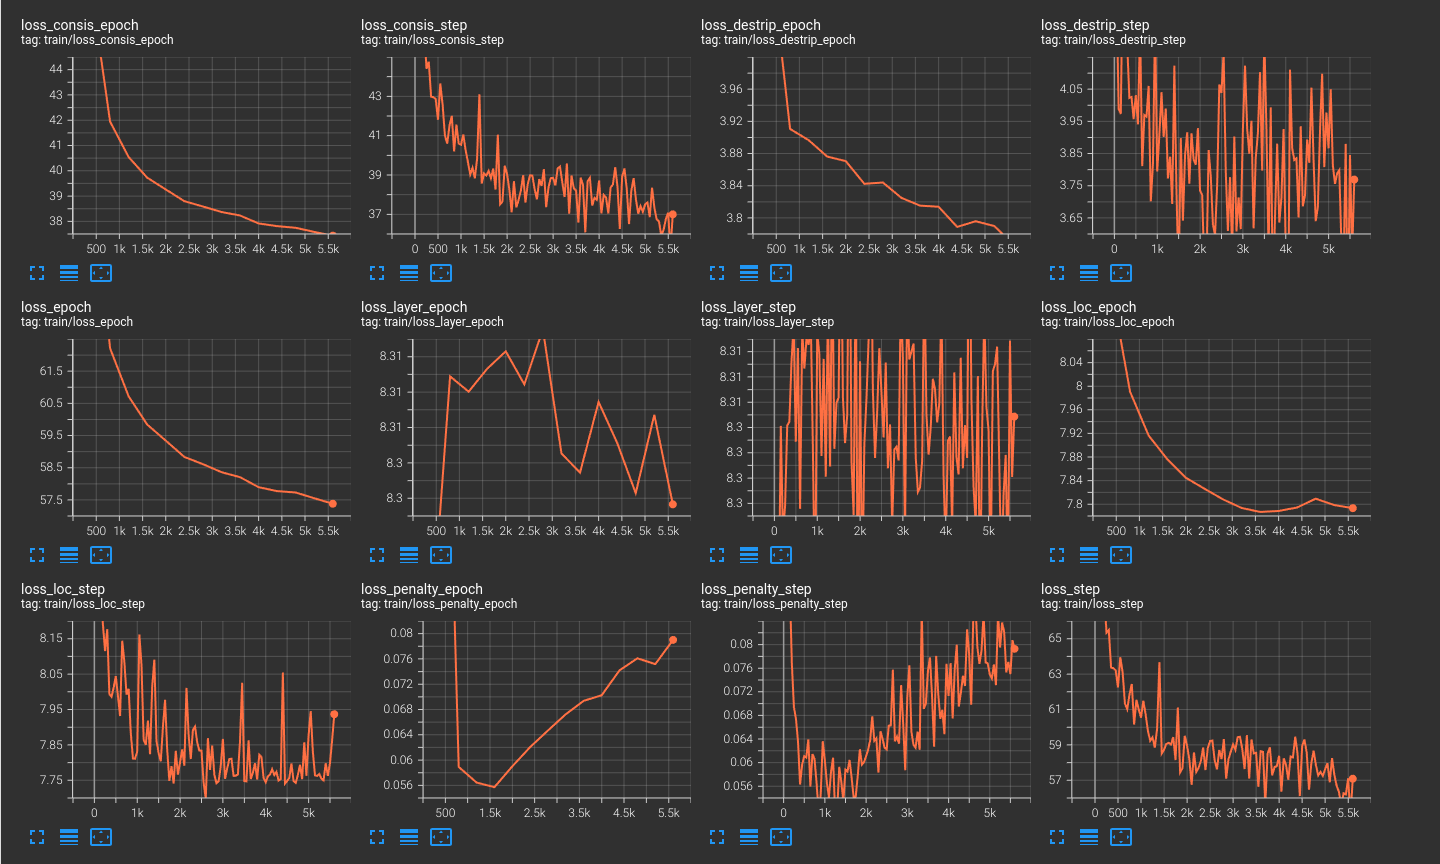 loss_consis_epoch
tag: train/loss_consis_epoch
44
43
42
41
40
39
38
500 1k 1.5k 2k 2.5k 3k 3.5k 4k 4.5k 5k 5.5k
loss_consis_step
tag: train/loss_consis_step
43
41
39
37
0 500 1k 1.5k 2k 2.5k 3k 3.5k 4k 4.5k 5k 5.5k
loss_destrip_epoch
tag: train/loss_destrip_epoch
3.96
3.92
3.88
3.84
3.8
500 1k 1.5k 2k 2.5k 3k 3.5k 4k 4.5k 5k 5.5k
loss_destrip_step
tag: train/loss_destrip_step
4.05
3.95
3.85
3.75
3.65
0 1k 2k 3k 4k 5k
loss_epoch
tag: train/loss_epoch
61.5
60.5
59.5
58.5
57.5
500 1k 1.5k 2k 2.5k 3k 3.5k 4k 4.5k 5k 5.5k
loss_layer_epoch
tag: train/loss_layer_epoch
8.31
8.31
8.31
8.3
8.3
500 1k 1.5k 2k 2.5k 3k 3.5k 4k 4.5k 5k 5.5k
loss_layer_step
tag: train/loss_layer_step
8.31
8.31
8.31
8.3
8.3
8.3
8.3
0 1k 2k 3k 4k 5k
loss_loc_epoch
tag: train/loss_loc_epoch
8.04
8
7.96
7.92
7.88
7.84
7.8
500 1k 1.5k 2k 2.5k 3k 3.5k 4k 4.5k 5k 5.5k
loss_loc_step
tag: train/loss_loc_step
8.15
8.05
7.95
7.85
7.75
0 1k 2k 3k 4k 5k
loss_penalty_epoch
tag: train/loss_penalty_epoch
0.08
0.076
0.072
0.068
0.064
0.06
0.056
500 1.5k 2.5k 3.5k 4.5k 5.5k
loss_penalty_step
tag: train/loss_penalty_step
0.08
0.076
0.072
0.068
0.064
0.06
0.056
0 1k 2k 3k 4k 5k
loss_step
tag: train/loss_step
65
63
61
59
57
0 500 1k 1.5k 2k 2.5k 3k 3.5k 4k 4.5k 5k 5.5k